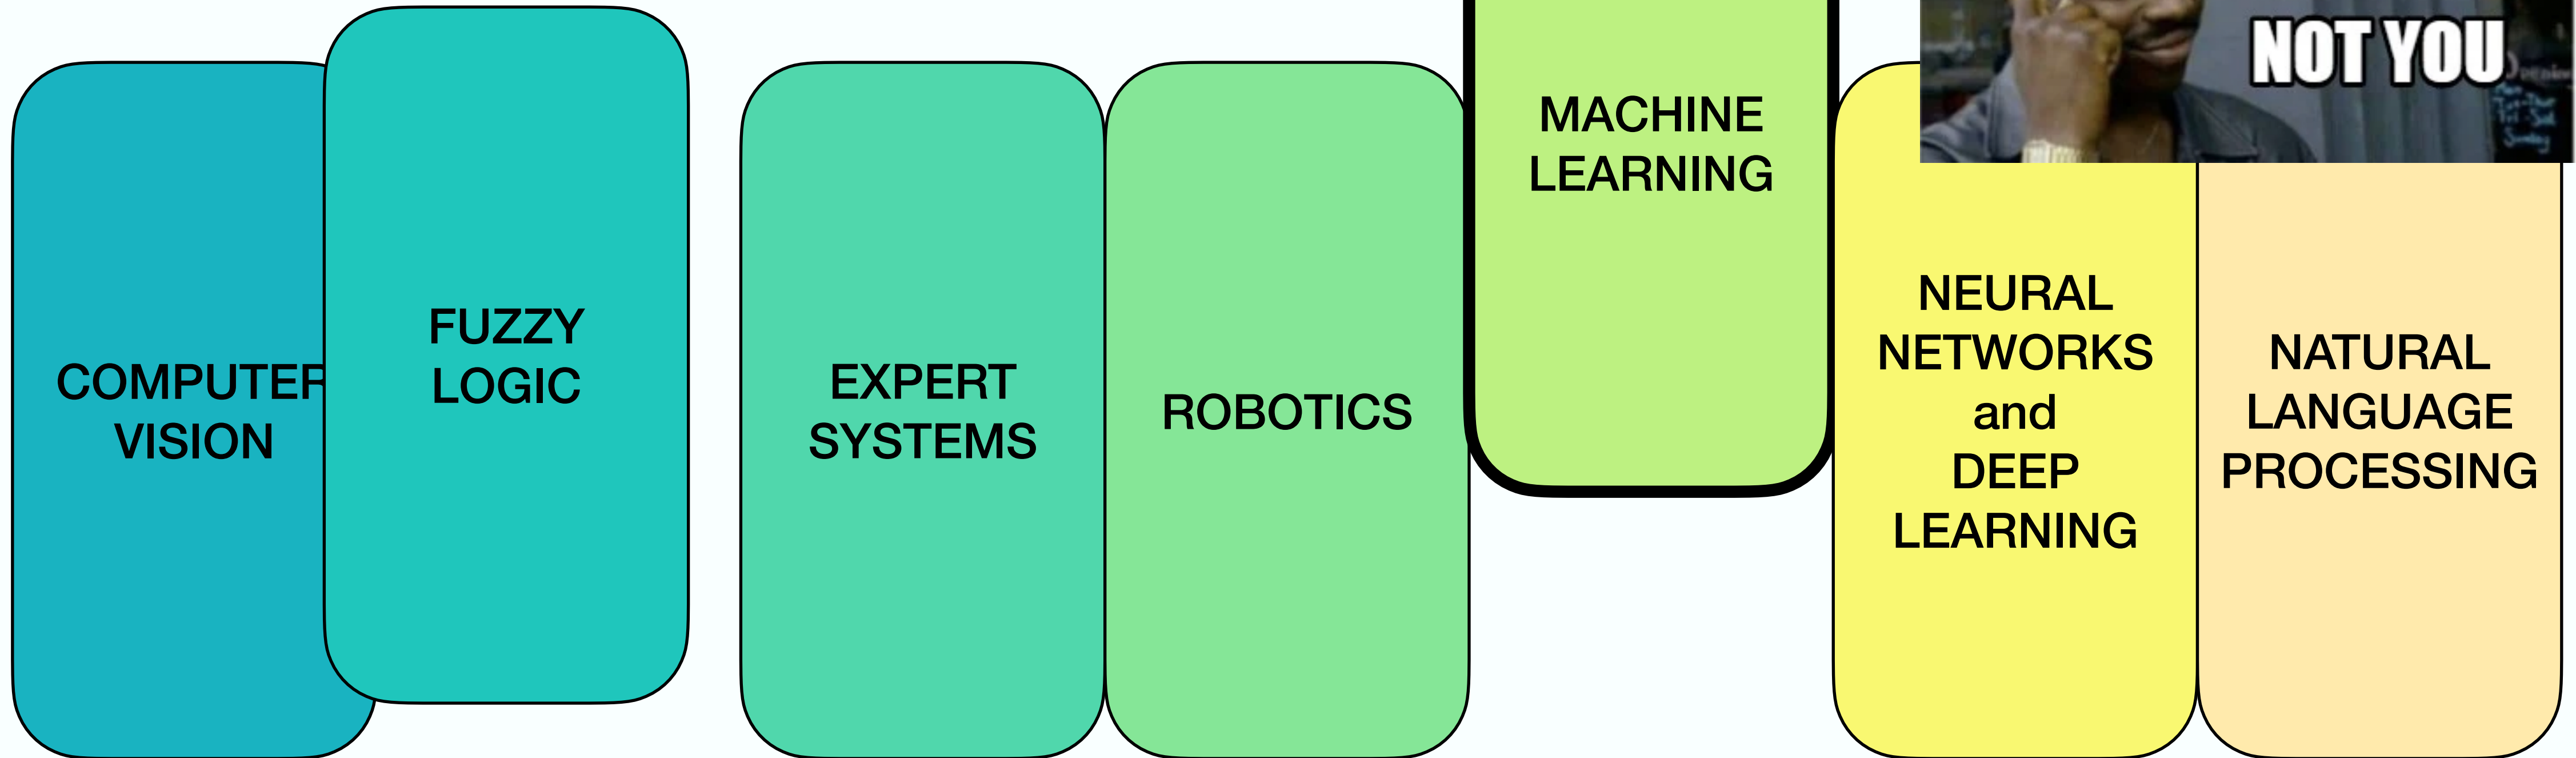 COMPUTER
VISION
FUZZY
LOGIC
EXPERT
SYSTEMS
ROBOTICS
MACHINE
LEARNING
NOT YOU
NEURAL
NETWORKS
and
DEEP
LEARNING
NATURAL
LANGUAGE
PROCESSING